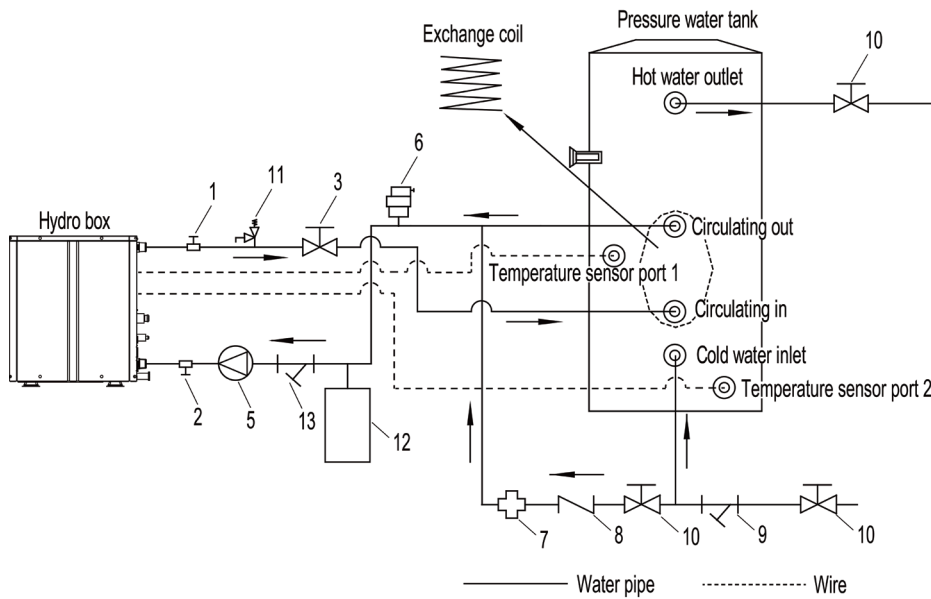 Pressure water tank
Exchange coil
10
Hot water outlet
6
11
3
1
Hydro box
Circulating out
Temperature sensor port 1
Circulating in
Cold water inlet
Temperature sensor port 2
2
5
13
12
7
8
10
9
10
Water pipe
Wire